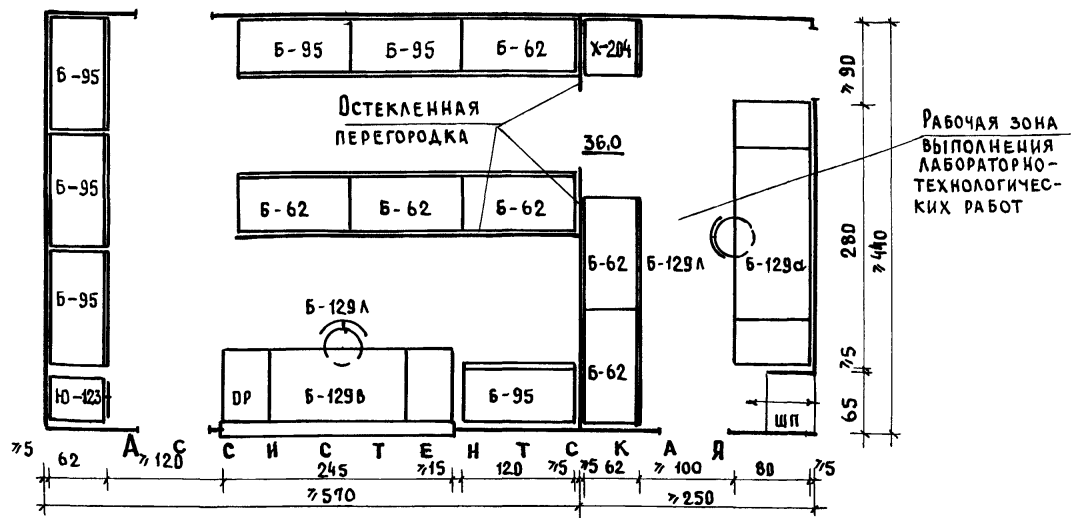 Б-95 Б-95 Б-62 Х-204
Б-95
≥90
Остекленная
перегородка
Рабочая зона
выполнения
лабораторно-
технологичес-
ких работ
36,0
Б-95
Б-62 Б-62 Б-62
280
≥440
Б-62 Б-129л Б-129а
Б-95
Б-129л
≥5
Ю-123
DP Б-129в Б-95
Б-62
65
ШП
Ассистентская
≥5 62 ≥120 245 ≥15 120 ≥5 ≥5 62 ≥100 80 ≥5
≥570 ≥250